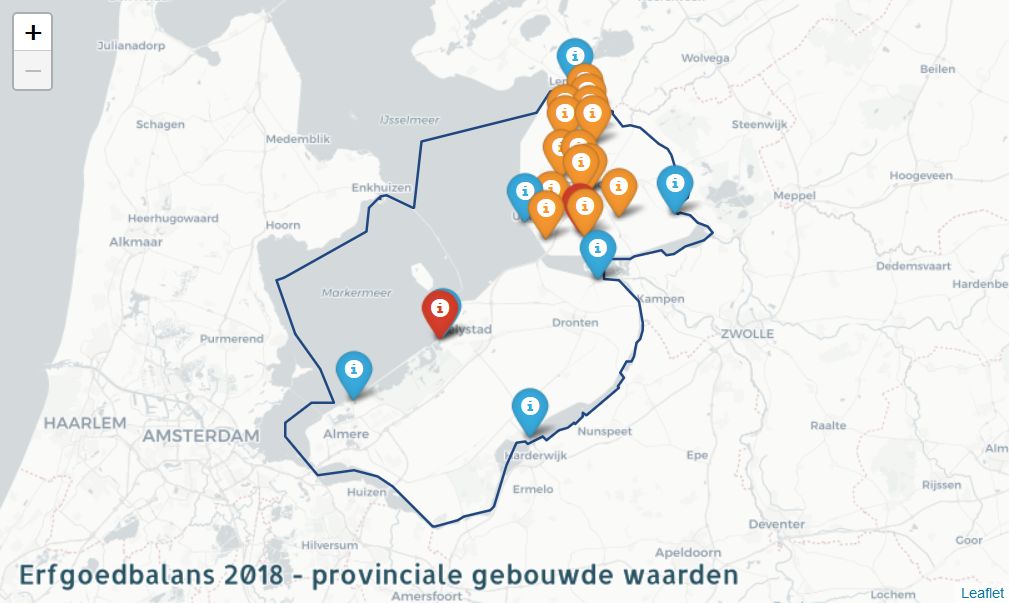 +
Wolvega
Julianadorp
Beilen
Schagen
IJsselmeer
Steenwijk
Medemblik
Hoogeveen
Enkhuizen
Meppel
Heerhugowaard
Hoorn
Alkmaar
Dedemsvaart
Markermeer
Hardenbe
Kampen
Dronten
ZWOLLE
Purmerend
HAARLEM
Raalte
AMSTERDAM
Almere
Nunspeet
Harderwijk
Epe
Alm
Huizen
Ermelo
Rijssen
Deventer
Goor
Hilversum
Apeldoorn
Erfgoedbalans 2018 - provinciale gebouwde waarden
Amersfoort
Lochem
Leaflet